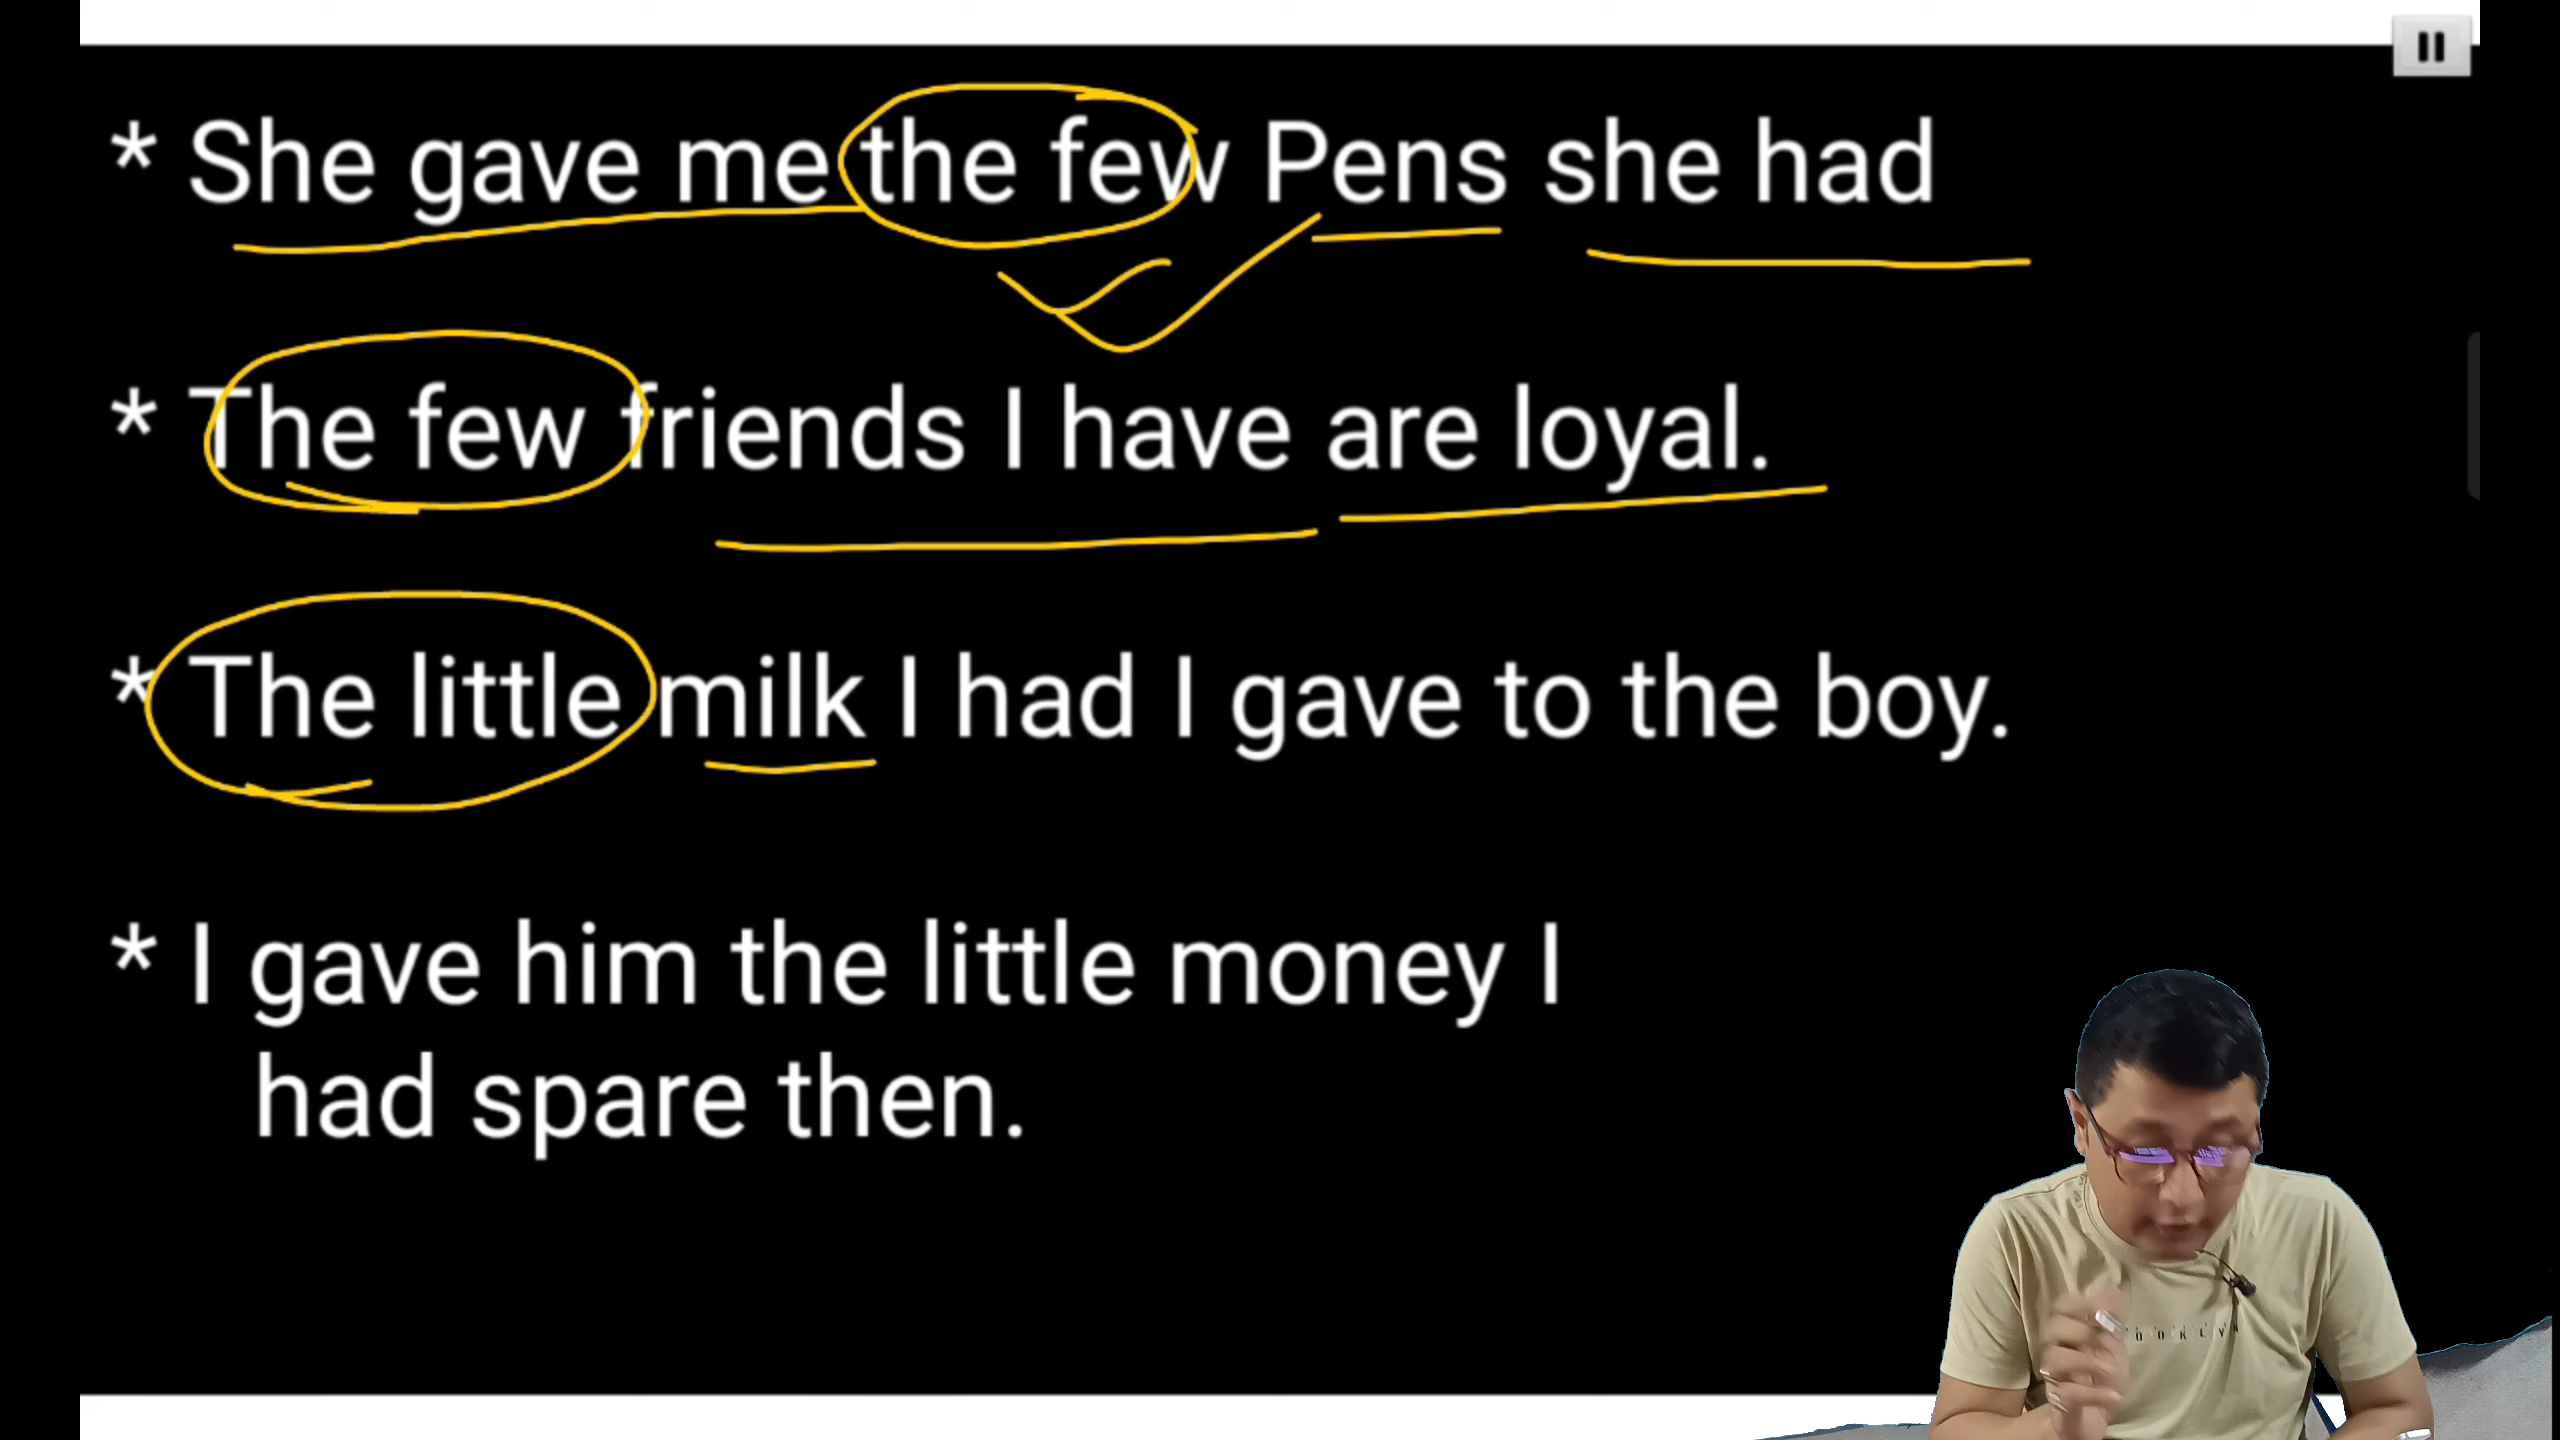 * She gave me the few Pens she had
* The few friends I have are loyal.
* The little milk I had I gave to the boy.
* I gave him the little money I
had spare then.
OOKLYN